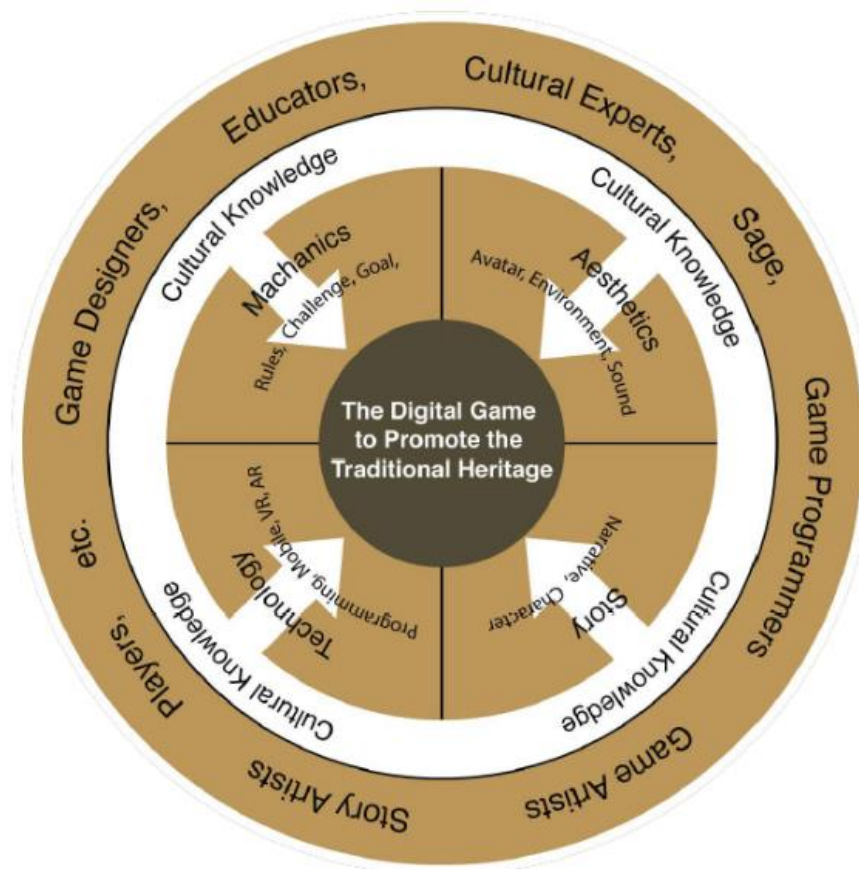 Game Designers,
Educators,
Cultural Experts,
Sage,
Game Programmers
Game Artists
Story Artists
Players,
etc.
Cultural Knowledge
Cultural Knowledge
Cultural Knowledge
Cultural Knowledge
Machanics
Rules, Challenge, Goal,
Aesthetics
Avatar, Environment, Sound
Story
Narrative, Character
Technology
Programming, Mobile, VR, AR
The Digital Game
to Promote the
Traditional Heritage